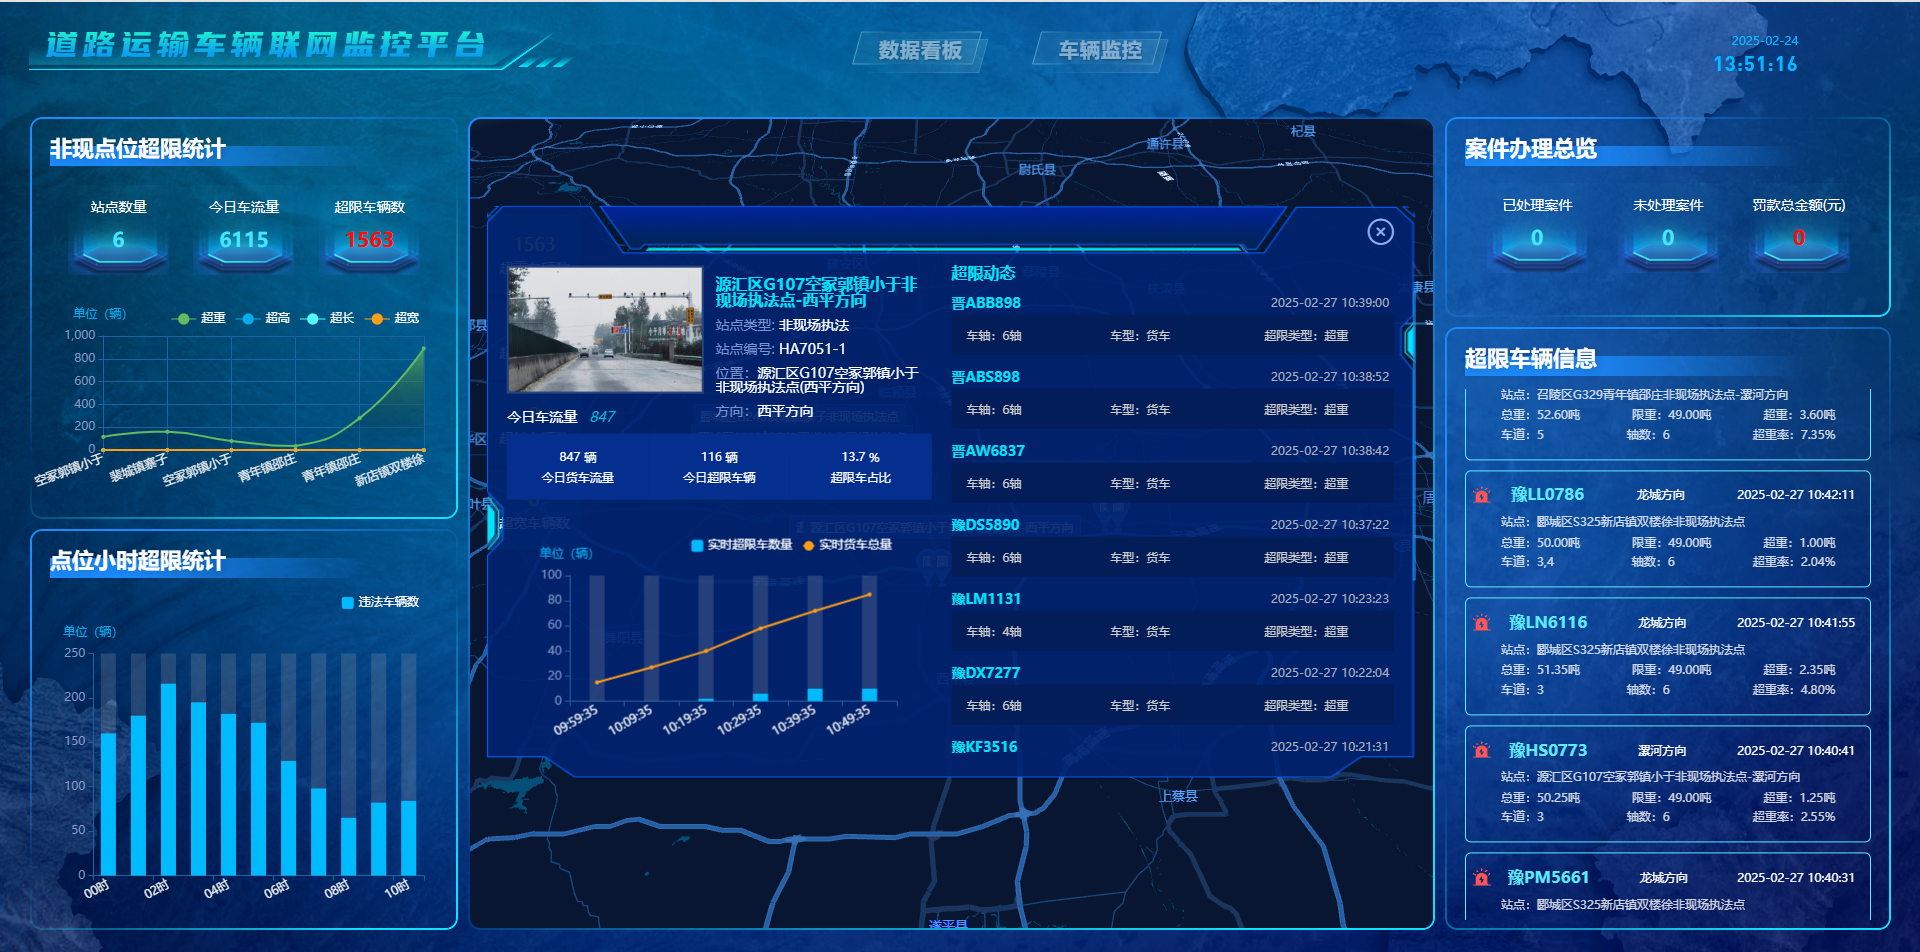 道路运输车辆联网监控平台
数据看板
车辆监控
2025-02-24
13:51:16
非现点位超限统计
站点数量
今日车流量
超限车辆数
6
6115
1563
单位（辆）
超重
超高
超长
超宽
1,000
800
600
400
200
0
空冢郭镇小于
裴城镇寨子
空冢郭镇小于
青年镇邵庄
青年镇邵庄
新店镇双楼徐
点位小时超限统计
违法车辆数
单位（辆）
250
200
150
100
50
0
00时
02时
04时
06时
08时
10时
杞县
通许县
尉氏县
上蔡县
遂平县
叶县
源汇区G107空冢郭镇小于非
现场执法点-西平方向
站点类型: 非现场执法
站点编号: HA7051-1
位置：源汇区G107空冢郭镇小于
非现场执法点(西平方向)
方向：西平方向
今日车流量 847
847 辆
116 辆
13.7 %
今日货车流量
今日超限车辆
超限车占比
单位（辆）
实时超限车数量
实时货车总量
100
80
60
40
20
0
09:59:35
10:09:35
10:19:35
10:29:35
10:39:35
10:49:35
超限动态
晋ABB898 2025-02-27 10:39:00
车轴：6轴 车型：货车 超限类型：超重
晋ABS898 2025-02-27 10:38:52
车轴：6轴 车型：货车 超限类型：超重
晋AW6837 2025-02-27 10:38:42
车轴：6轴 车型：货车 超限类型：超重
豫DS5890 2025-02-27 10:37:22
车轴：6轴 车型：货车 超限类型：超重
豫LM1131 2025-02-27 10:23:23
车轴：4轴 车型：货车 超限类型：超重
豫DX7277 2025-02-27 10:22:04
车轴：6轴 车型：货车 超限类型：超重
豫KF3516 2025-02-27 10:21:31
案件办理总览
已处理案件
未处理案件
罚款总金额(元)
0
0
0
超限车辆信息
站点：召陵区G329青年镇邵庄非现场执法点-漯河方向
总重：52.60吨 限重：49.00吨 超重：3.60吨
车道：5 轴数：6 超重率：7.35%
豫LL0786 龙城方向 2025-02-27 10:42:11
站点：郾城区S325新店镇双楼徐非现场执法点
总重：50.00吨 限重：49.00吨 超重：1.00吨
车道：3,4 轴数：6 超重率：2.04%
豫LN6116 龙城方向 2025-02-27 10:41:55
站点：郾城区S325新店镇双楼徐非现场执法点
总重：51.35吨 限重：49.00吨 超重：2.35吨
车道：3 轴数：6 超重率：4.80%
豫HS0773 漯河方向 2025-02-27 10:40:41
站点：源汇区G107空冢郭镇小于非现场执法点-漯河方向
总重：50.25吨 限重：49.00吨 超重：1.25吨
车道：3 轴数：6 超重率：2.55%
豫PM5661 龙城方向 2025-02-27 10:40:31
站点：郾城区S325新店镇双楼徐非现场执法点